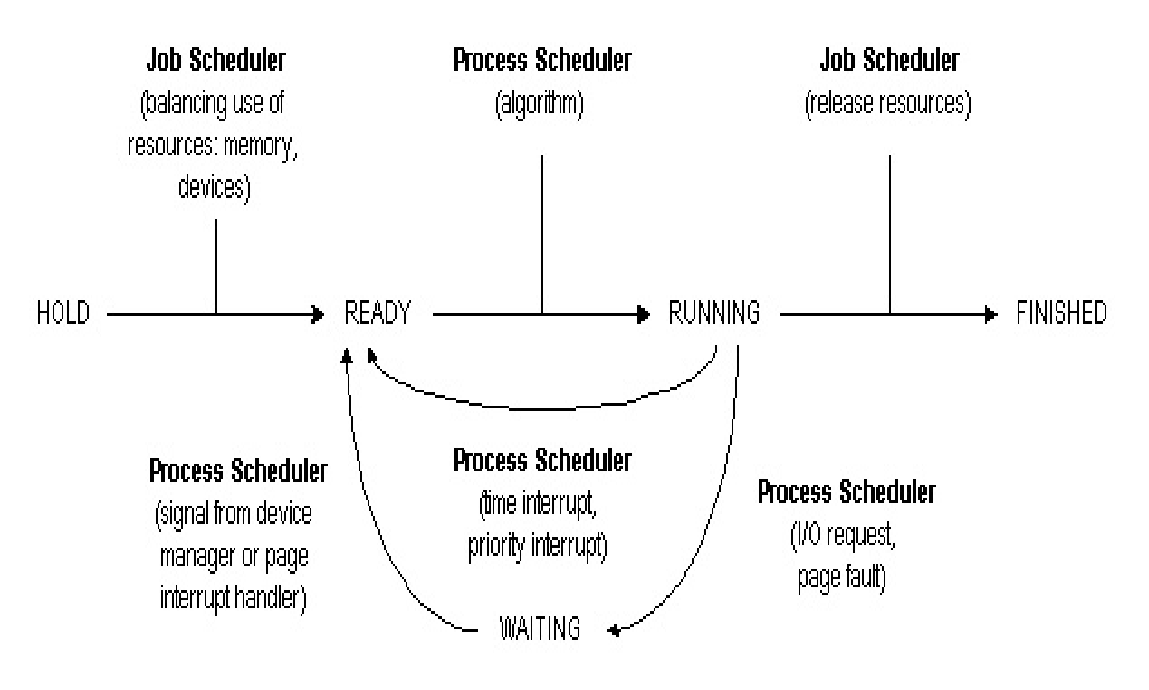 Job Scheduler
(balancing use of
resources: memory,
devices)
Process Scheduler
(algorithm)
Job Scheduler
(release resources)
HOLD
READY
RUNNING
FINISHED
Process Scheduler
(signal from device
manager or page
interrupt handler)
Process Scheduler
(time interrupt,
priority interrupt)
Process Scheduler
(I/O request,
page fault)
WAITING